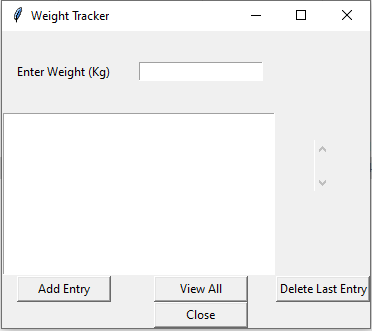 Weight Tracker
Enter Weight (Kg)
Add Entry View All Delete Last Entry
Close